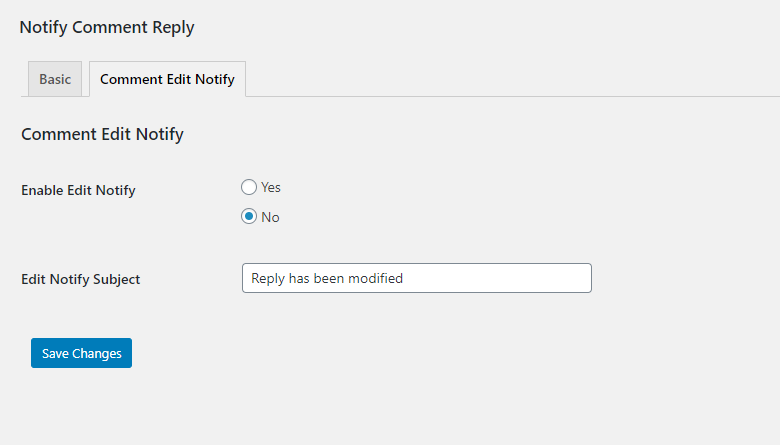 Notify Comment Reply
Basic
Comment Edit Notify
Comment Edit Notify
Enable Edit Notify
Yes
No
Edit Notify Subject
Reply has been modified
Save Changes